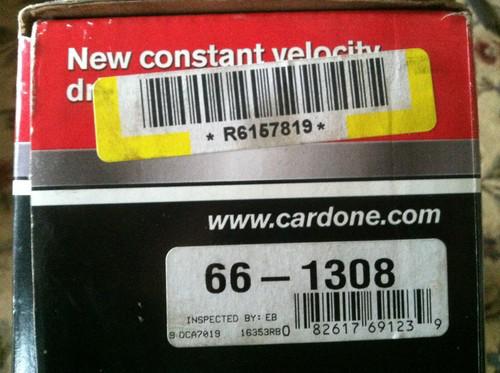 New constant velocity
dr
* R6157819 *
www.cardone.com
66-1308
INSPECTED BY: EB
9 DCA7019 16353RB
0 82617 69123 9